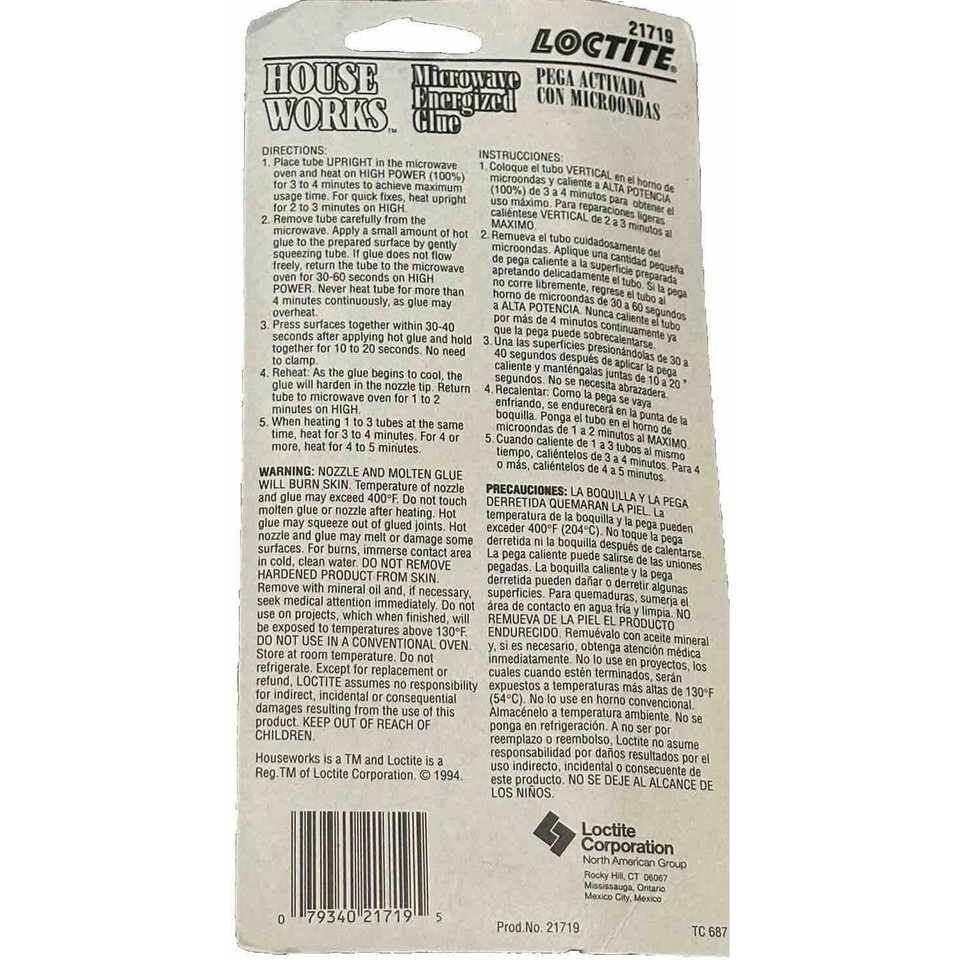 21719
LOCTITE®
HOUSE
WORKS™
Microwave
Energized
Glue
PEGA ACTIVADA
CON MICROONDAS
DIRECTIONS:
1. Place tube UPRIGHT in the microwave
oven and heat on HIGH POWER (100%)
for 3 to 4 minutes to achieve maximum
usage time. For quick fixes, heat upright
for 2 to 3 minutes on HIGH.
2. Remove tube carefully from the
microwave. Apply a small amount of hot
glue to the prepared surface by gently
squeezing tube. If glue does not flow
freely, return the tube to the microwave
oven for 30-60 seconds on HIGH
POWER. Never heat tube for more than
4 minutes continuously, as glue may
overheat.
3. Press surfaces together within 30-40
seconds after applying hot glue and hold
together for 10 to 20 seconds. No need
to clamp.
4. Reheat: As the glue begins to cool, the
glue will harden in the nozzle tip. Return
tube to microwave oven for 1 to 2
minutes on HIGH.
5. When heating 1 to 3 tubes at the same
time, heat for 3 to 4 minutes. For 4 or
more, heat for 4 to 5 minutes.
WARNING: NOZZLE AND MOLTEN GLUE
WILL BURN SKIN. Temperature of nozzle
and glue may exceed 400°F. Do not touch
molten glue or nozzle after heating. Hot
glue may squeeze out of glued joints. Hot
nozzle and glue may melt or damage some
surfaces. For burns, immerse contact area
in cold, clean water. DO NOT REMOVE
HARDENED PRODUCT FROM SKIN.
Remove with mineral oil and, if necessary,
seek medical attention immediately. Do not
use on projects, which when finished, will
be exposed to temperatures above 130°F.
DO NOT USE IN A CONVENTIONAL OVEN.
Store at room temperature. Do not
refrigerate. Except for replacement or
refund, LOCTITE assumes no responsibility
for indirect, incidental or consequential
damages resulting from the use of this
product. KEEP OUT OF REACH OF
CHILDREN.
Houseworks is a TM and Loctite is a
Reg.TM of Loctite Corporation. © 1994.
INSTRUCCIONES:
1. Coloque el tubo VERTICAL en el horno de
microondas y caliente a ALTA POTENCIA
(100%) de 3 a 4 minutos para obtener el
uso máximo. Para reparaciones ligeras
caliéntese VERTICAL de 2 a 3 minutos al
MAXIMO.
2. Remueva el tubo cuidadosamente del
microondas. Aplique una cantidad pequeña
de pega caliente a la superficie preparada
apretando delicadamente el tubo. Si la pega
no corre libremente, regrese el tubo al
horno de microondas de 30 a 60 segundos
a ALTA POTENCIA. Nunca caliente el tubo
por más de 4 minutos continuamente ya
que la pega puede sobrecalentarse.
3. Una las superficies presionándolas de 30 a
40 segundos después de aplicar la pega
caliente y manténgalas juntas de 10 a 20
segundos. No se necesita abrazadera.
4. Recalentar: Como la pega se vaya
enfriando, se endurecerá en la punta de la
boquilla. Ponga el tubo en el horno de
microondas de 1 a 2 minutos al MAXIMO.
5. Cuando caliente de 1 a 3 tubos al mismo
tiempo, caliéntelos de 3 a 4 minutos. Para 4
o más, caliéntelos de 4 a 5 minutos.
PRECAUCIONES: LA BOQUILLA Y LA PEGA
DERRETIDA QUEMARAN LA PIEL. La
temperatura de la boquilla y la pega pueden
exceder 400°F (204°C). No toque la pega
derretida ni la boquilla después de calentarse.
La pega caliente puede salirse de las uniones
pegadas. La boquilla caliente y la pega
derretida pueden dañar o derretir algunas
superficies. Para quemaduras, sumerja el
área de contacto en agua fría y limpia. NO
REMUEVA DE LA PIEL EL PRODUCTO
ENDURECIDO. Remuévalo con aceite mineral
y, si es necesario, obtenga atención médica
inmediatamente. No lo use en proyectos, los
cuales cuando estén terminados, serán
expuestos a temperaturas más altas de 130°F
(54°C). No lo use en horno convencional.
Almacénelo a temperatura ambiente. No se
ponga en refrigeración. A no ser por
reemplazo o reembolso, Loctite no asume
responsabilidad por daños resultados por el
uso indirecto, incidental o consecuente de
este producto. NO SE DEJE AL ALCANCE DE
LOS NIÑOS.
Loctite
Corporation
North American Group
Rocky Hill, CT 06067
Mississauga, Ontario
Mexico City, Mexico
0 79340 21719 5
Prod.No. 21719
TC 687